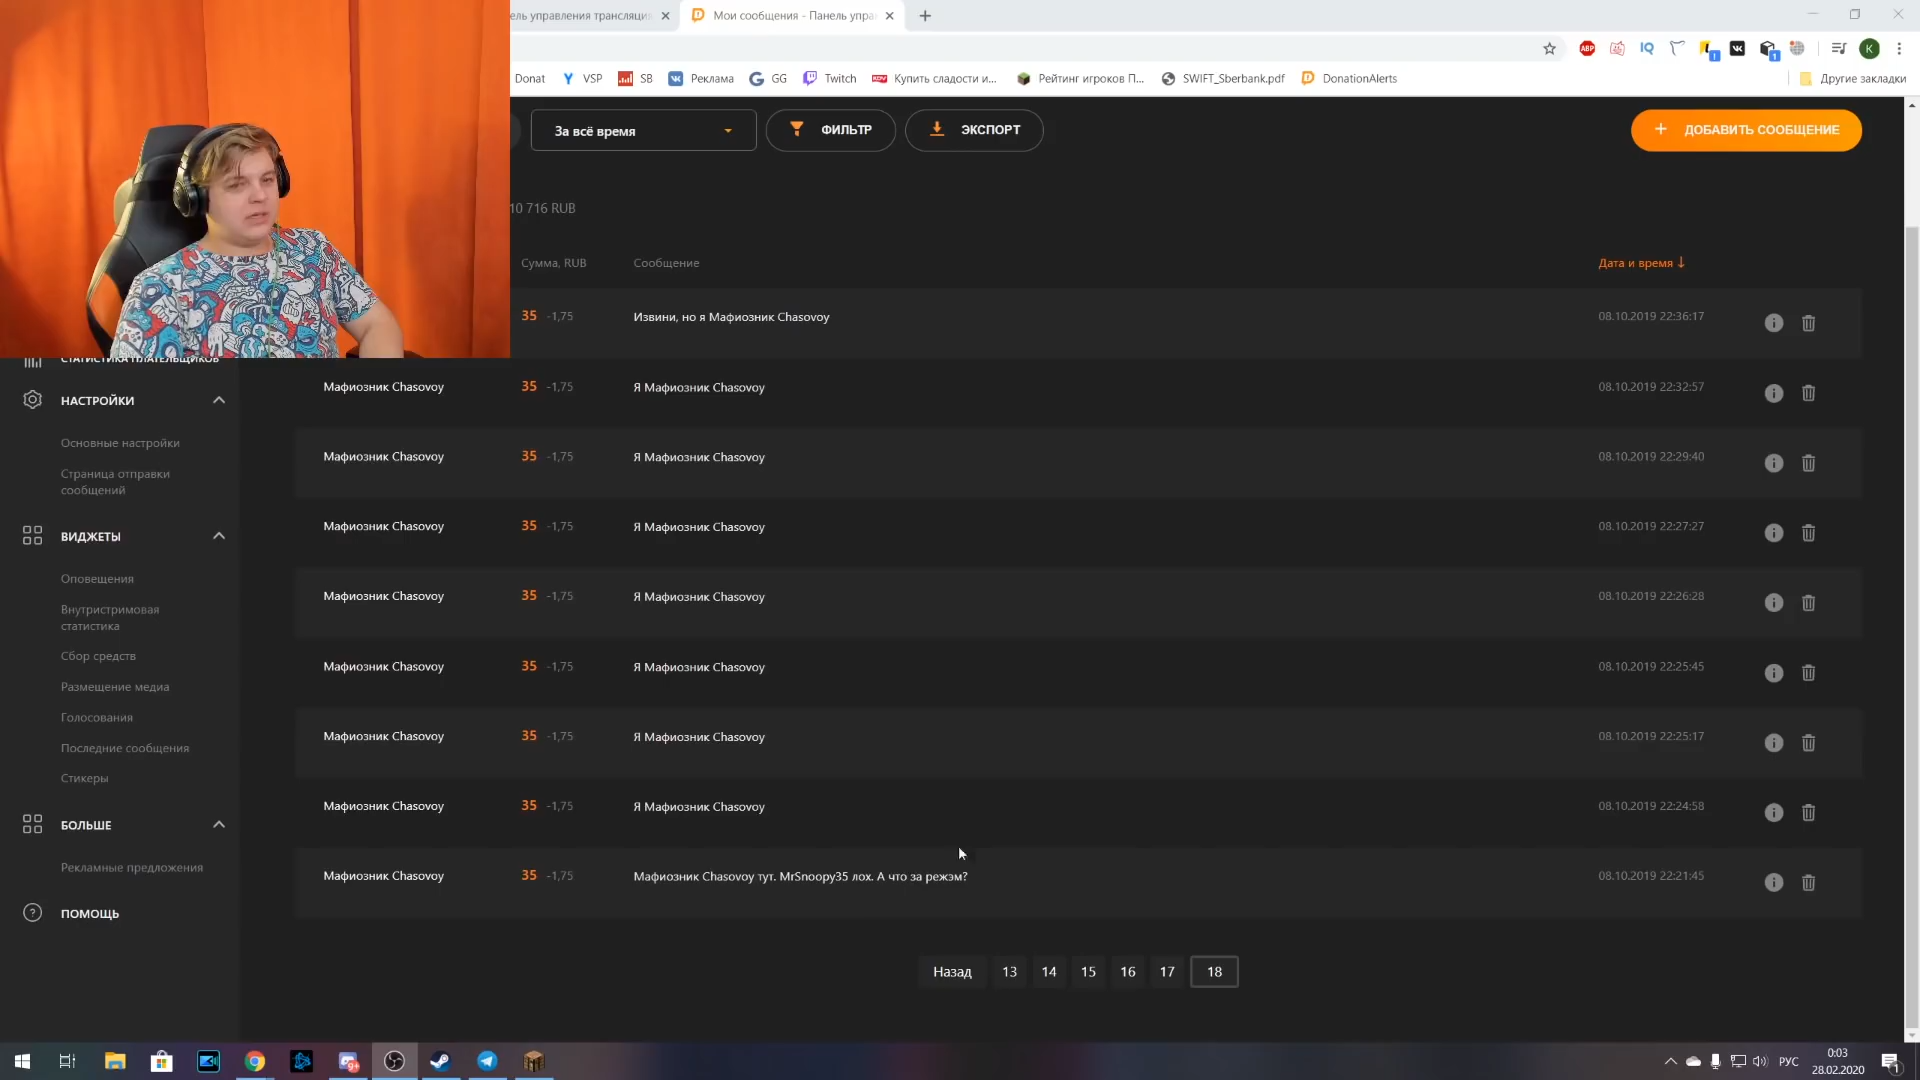 ель управления трансляци
Мои сообщения - Панель упра
ABP
IQ
K
Donat
VSP
SB
Реклама
GG
Twitch
Купить сладости и...
Рейтинг игроков П...
SWIFT_Sberbank.pdf
DonationAlerts
Другие закладки
За всё время
ФИЛЬТР
ЭКСПОРТ
+ ДОБАВИТЬ СООБЩЕНИЕ
10 716 RUB
Сумма, RUB
Сообщение
Дата и время ↓
35 -1,75 Извини, но я Мафиозник Chasovoy 08.10.2019 22:36:17
Мафиозник Chasovoy 35 -1,75 Я Мафиозник Chasovoy 08.10.2019 22:32:57
Мафиозник Chasovoy 35 -1,75 Я Мафиозник Chasovoy 08.10.2019 22:29:40
Мафиозник Chasovoy 35 -1,75 Я Мафиозник Chasovoy 08.10.2019 22:27:27
Мафиозник Chasovoy 35 -1,75 Я Мафиозник Chasovoy 08.10.2019 22:26:28
Мафиозник Chasovoy 35 -1,75 Я Мафиозник Chasovoy 08.10.2019 22:25:45
Мафиозник Chasovoy 35 -1,75 Я Мафиозник Chasovoy 08.10.2019 22:25:17
Мафиозник Chasovoy 35 -1,75 Я Мафиозник Chasovoy 08.10.2019 22:24:58
Мафиозник Chasovoy 35 -1,75 Мафиозник Chasovoy тут. MrSnoopy35 лох. А что за режэм? 08.10.2019 22:21:45
СТАТИСТИКА ПЛАТЕЛЬЩИКОВ
НАСТРОЙКИ
Основные настройки
Страница отправки
сообщений
ВИДЖЕТЫ
Оповещения
Внутристримовая
статистика
Сбор средств
Размещение медиа
Голосования
Последние сообщения
Стикеры
БОЛЬШЕ
Рекламные предложения
ПОМОЩЬ
Назад 13 14 15 16 17 18
РУС
0:03
28.02.2020